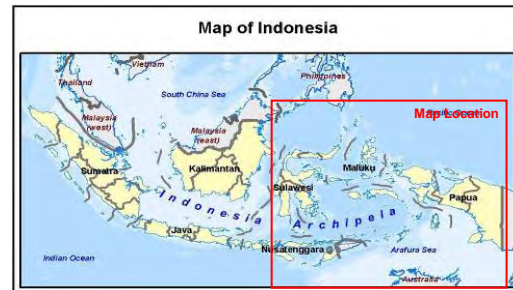 Map of Indonesia
Vietnam
Thailand
Philippines
South China Sea
Map Location
Malaysia
(west)
Malaysia
(east)
Maluku
Sumatra
Kalimantan
Sulawesi
Papua
Indonesia Archipela
Java
Nusatenggara
Arafura Sea
Indian Ocean
Australia